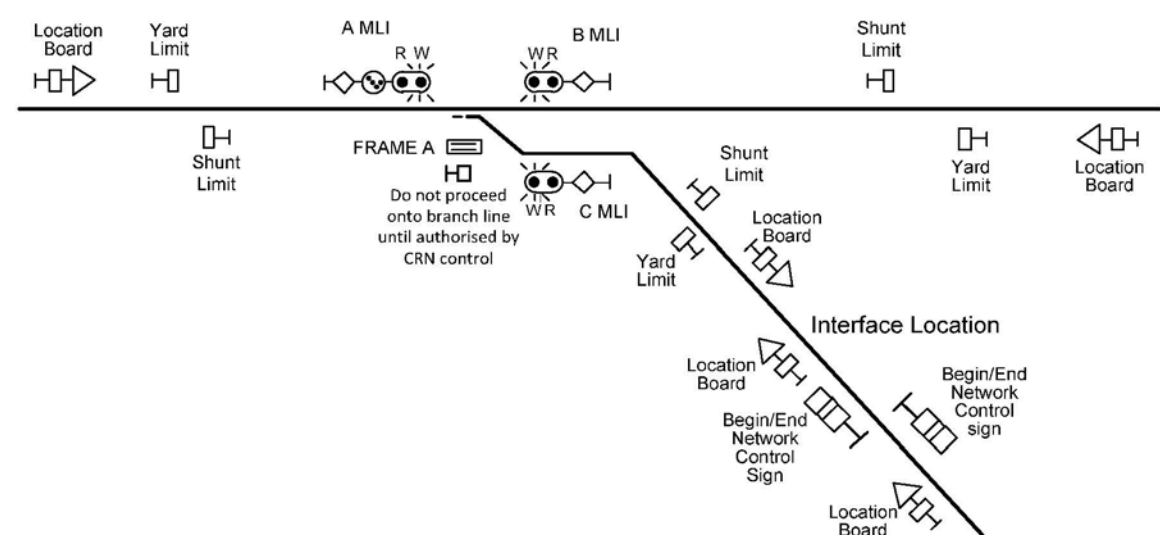 Location
Board
Yard
Limit
A MLI
R W
W R
B MLI
Shunt
Limit
Shunt
Limit
FRAME A
Do not proceed
onto branch line
until authorised by
CRN control
W R
C MLI
Shunt
Limit
Yard
Limit
Location
Board
Location
Board
Yard
Limit
Interface Location
Location
Board
Begin/End
Network
Control
sign
Begin/End
Network
Control
Sign
Location
Board